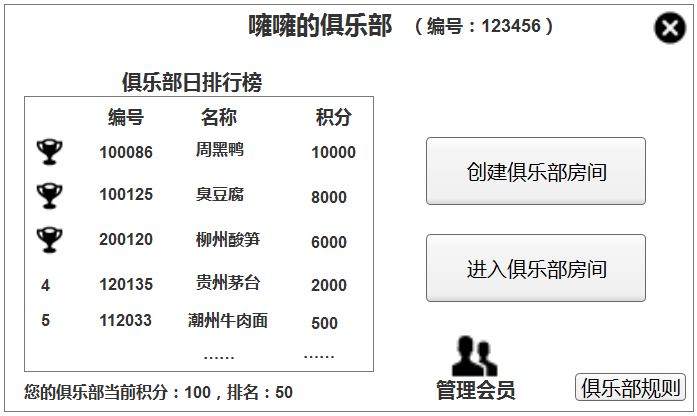 嚯嚯的俱乐部 （编号：123456）
俱乐部日排行榜
编号 名称 积分
100086 周黑鸭 10000
100125 臭豆腐 8000
200120 柳州酸笋 6000
4 120135 贵州茅台 2000
5 112033 潮州牛肉面 500
...... ......
您的俱乐部当前积分：100，排名：50
创建俱乐部房间
进入俱乐部房间
管理会员
俱乐部规则